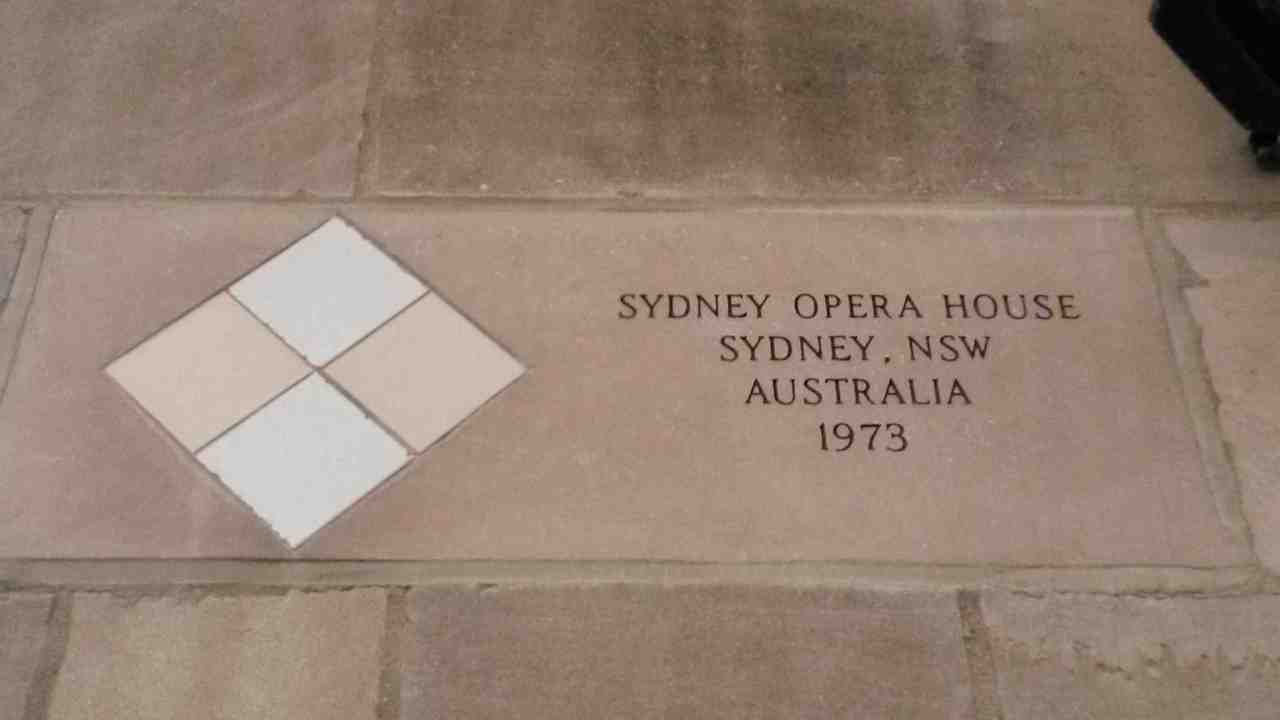 SYDNEY OPERA HOUSE
SYDNEY, NSW
AUSTRALIA
1973